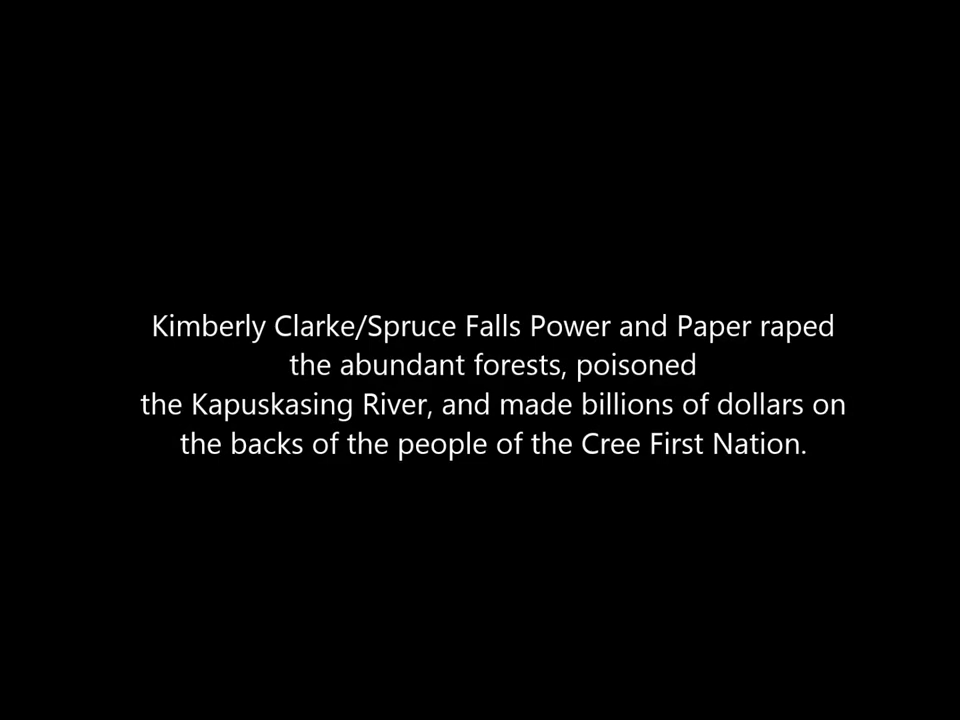 Kimberly Clarke/Spruce Falls Power and Paper raped
the abundant forests, poisoned
the Kapuskasing River, and made billions of dollars on
the backs of the people of the Cree First Nation.